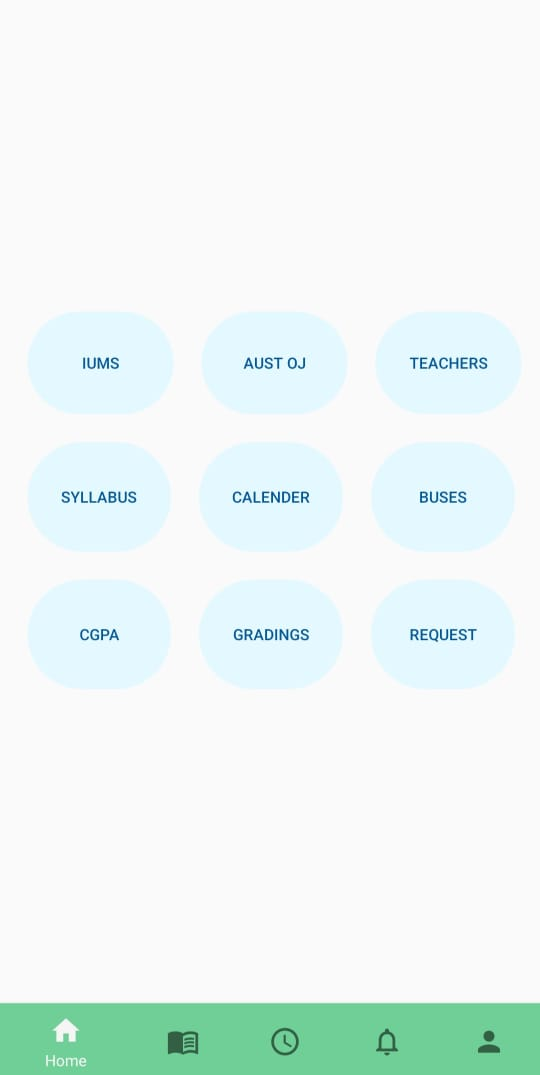 IUMS
AUST OJ
TEACHERS
SYLLABUS
CALENDER
BUSES
CGPA
GRADINGS
REQUEST
Home